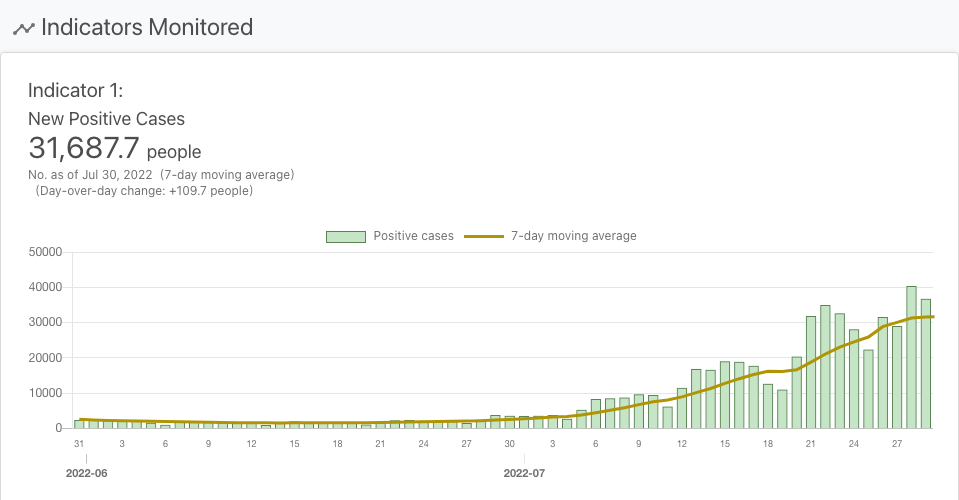 Indicators Monitored
Indicator 1:
New Positive Cases
31,687.7 people
No. as of Jul 30, 2022 (7-day moving average)
(Day-over-day change: +109.7 people)
Positive cases 7-day moving average
50000
40000
30000
20000
10000
0
31 3 6 9 12 15 18 21 24 27 30 3 6 9 12 15 18 21 24 27
2022-06 2022-07